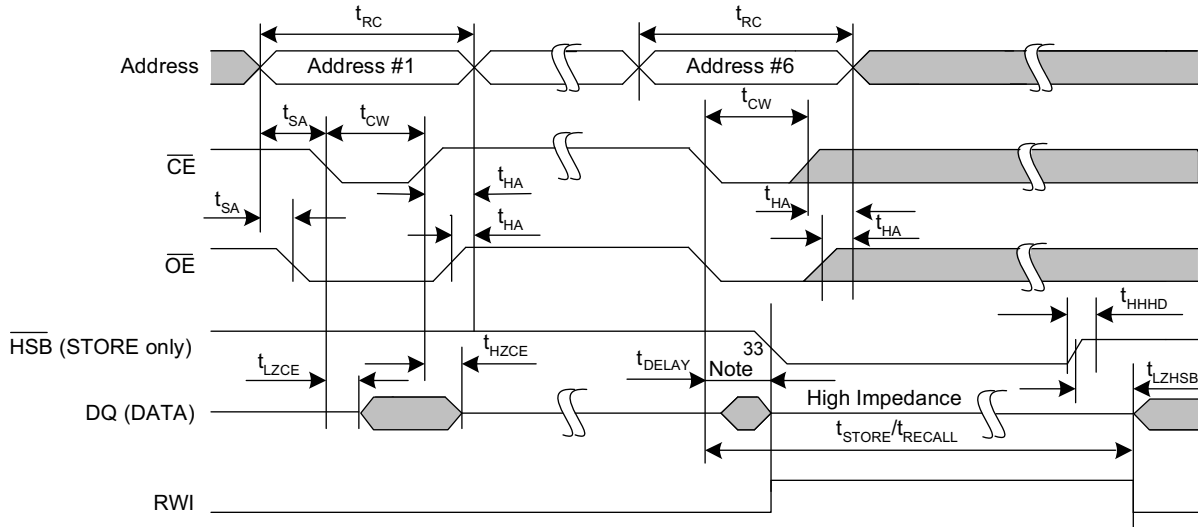 tRC
tRC
Address
Address #1
Address #6
tCW
tSA
tCW
CE
tHA
tSA
tHA
tHA
tHA
OE
tHHHD
HSB (STORE only)
33
tHZCE
tDELAY
Note
tLZCE
tLZHSB
DQ (DATA)
High Impedance
tSTORE/tRECALL
RWI